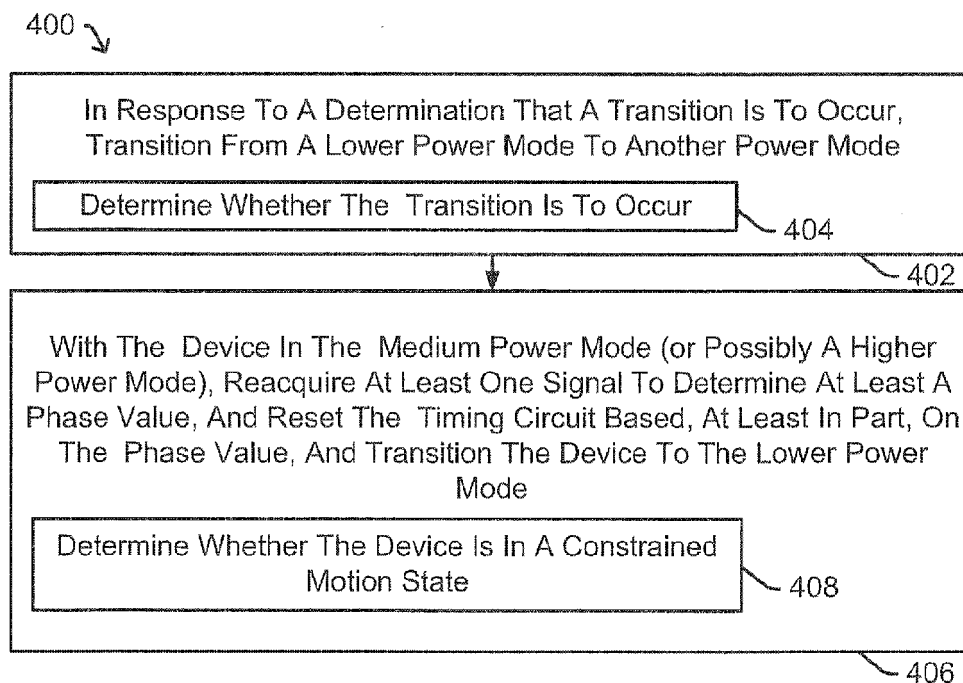 400
In Response To A Determination That A Transition Is To Occur,
Transition From A Lower Power Mode To Another Power Mode
Determine Whether The Transition Is To Occur
404
402
With The Device In The Medium Power Mode (or Possibly A Higher
Power Mode), Reacquire At Least One Signal To Determine At Least A
Phase Value, And Reset The Timing Circuit Based, At Least In Part, On
The Phase Value, And Transition The Device To The Lower Power
Mode
Determine Whether The Device Is In A Constrained
Motion State
408
406